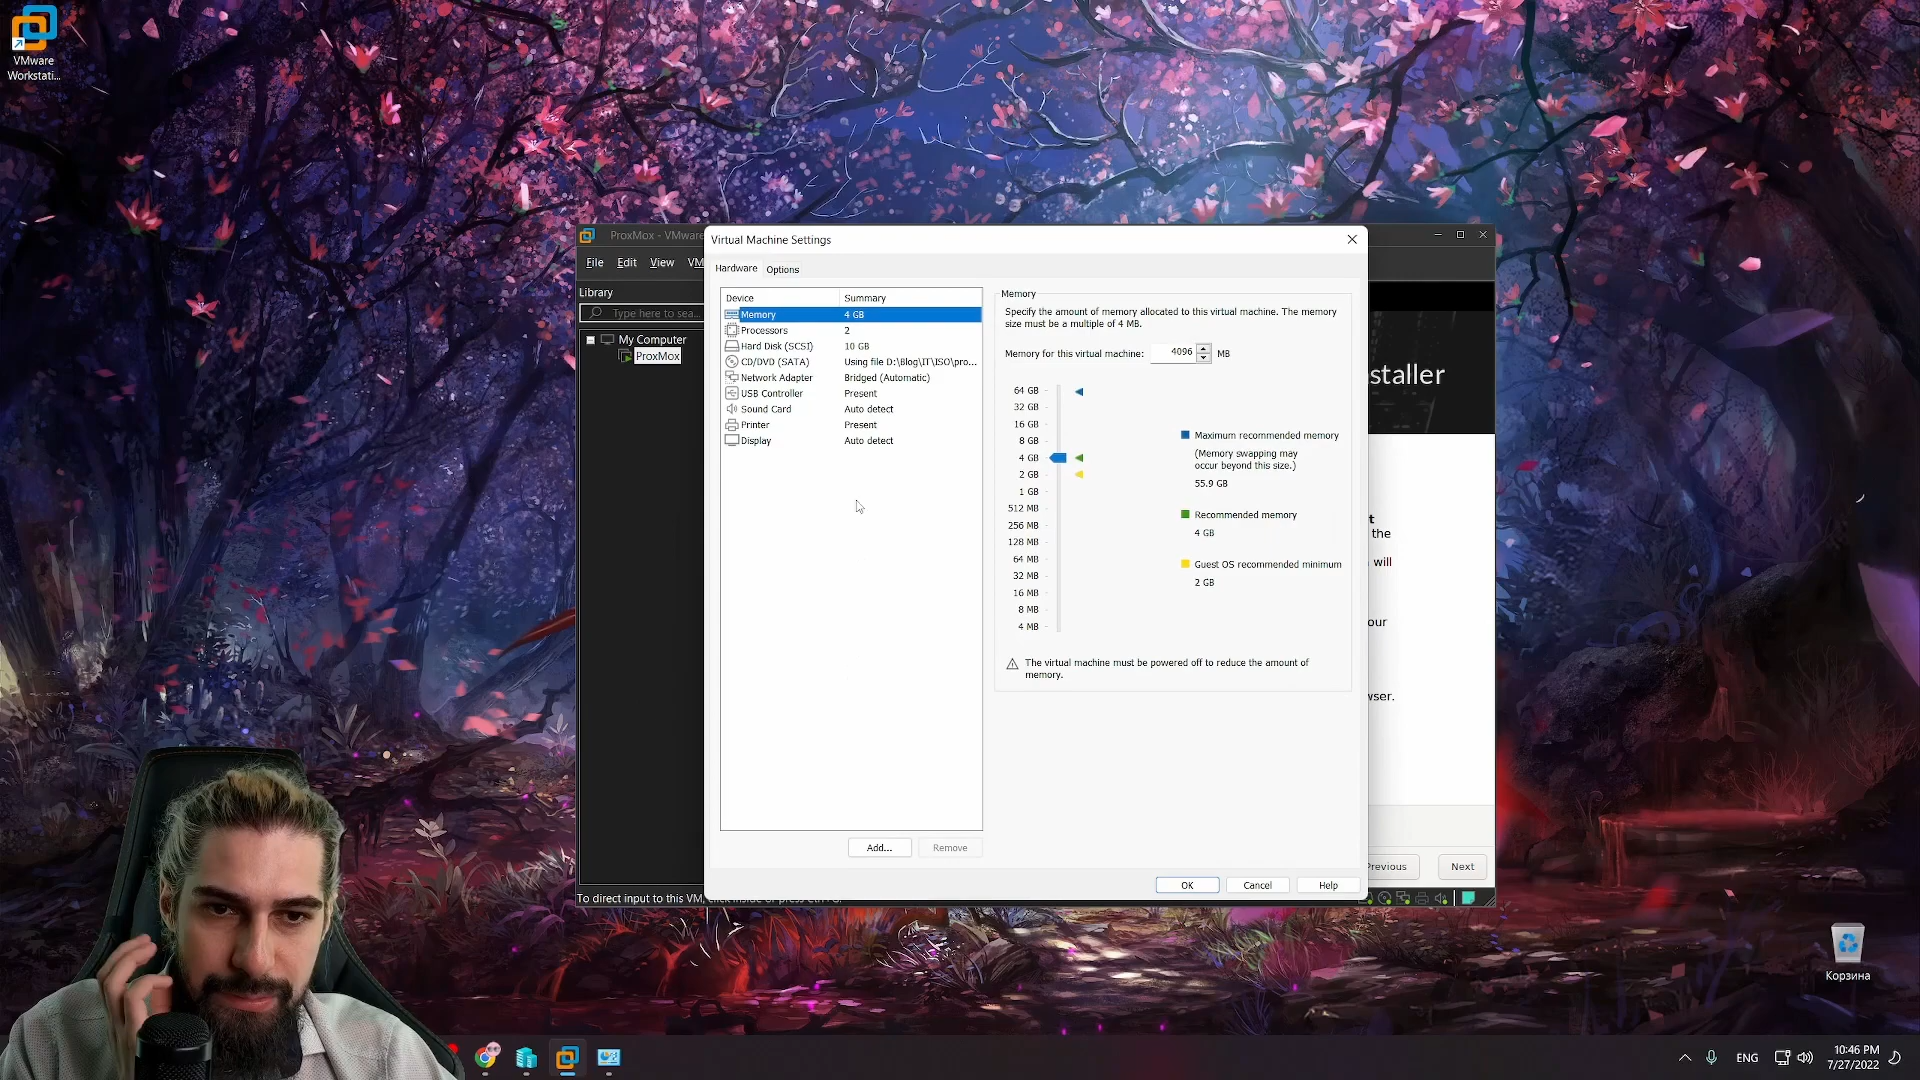 VMware
Workstati...
ProxMox - VMware
File Edit View VM
Library
Type here to sea...
My Computer
ProxMox
Virtual Machine Settings
Hardware Options
Device Summary
Memory 4 GB
Processors 2
Hard Disk (SCSI) 10 GB
CD/DVD (SATA) Using file D:\Blog\IT\ISO\pro...
Network Adapter Bridged (Automatic)
USB Controller Present
Sound Card Auto detect
Printer Present
Display Auto detect
Add... Remove
Memory
Specify the amount of memory allocated to this virtual machine. The memory
size must be a multiple of 4 MB.
Memory for this virtual machine: 4096 MB
64 GB
32 GB
16 GB
8 GB
4 GB
2 GB
1 GB
512 MB
256 MB
128 MB
64 MB
32 MB
16 MB
8 MB
4 MB
Maximum recommended memory
(Memory swapping may
occur beyond this size.)
55.9 GB
Recommended memory
4 GB
Guest OS recommended minimum
2 GB
The virtual machine must be powered off to reduce the amount of
memory.
OK Cancel Help
staller
t
the
will
our
wser.
Previous Next
To direct input to this VM, click inside or press Ctrl+G.
Корзина
ENG
10:46 PM
7/27/2022